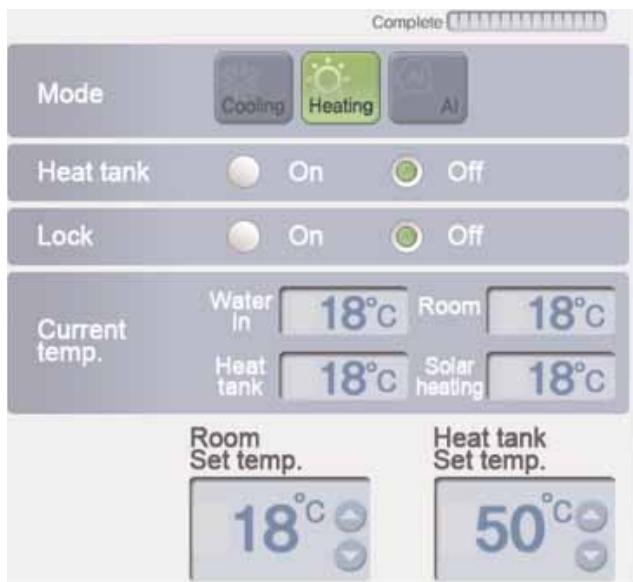 Complete
Mode
Cooling
Heating
AI
Heat tank
On
Off
Lock
On
Off
Current
temp.
Water
in
18°C
Room
18°C
Heat
tank
18°C
Solar
heating
18°C
Room
Set temp.
18°C
Heat tank
Set temp.
50°C